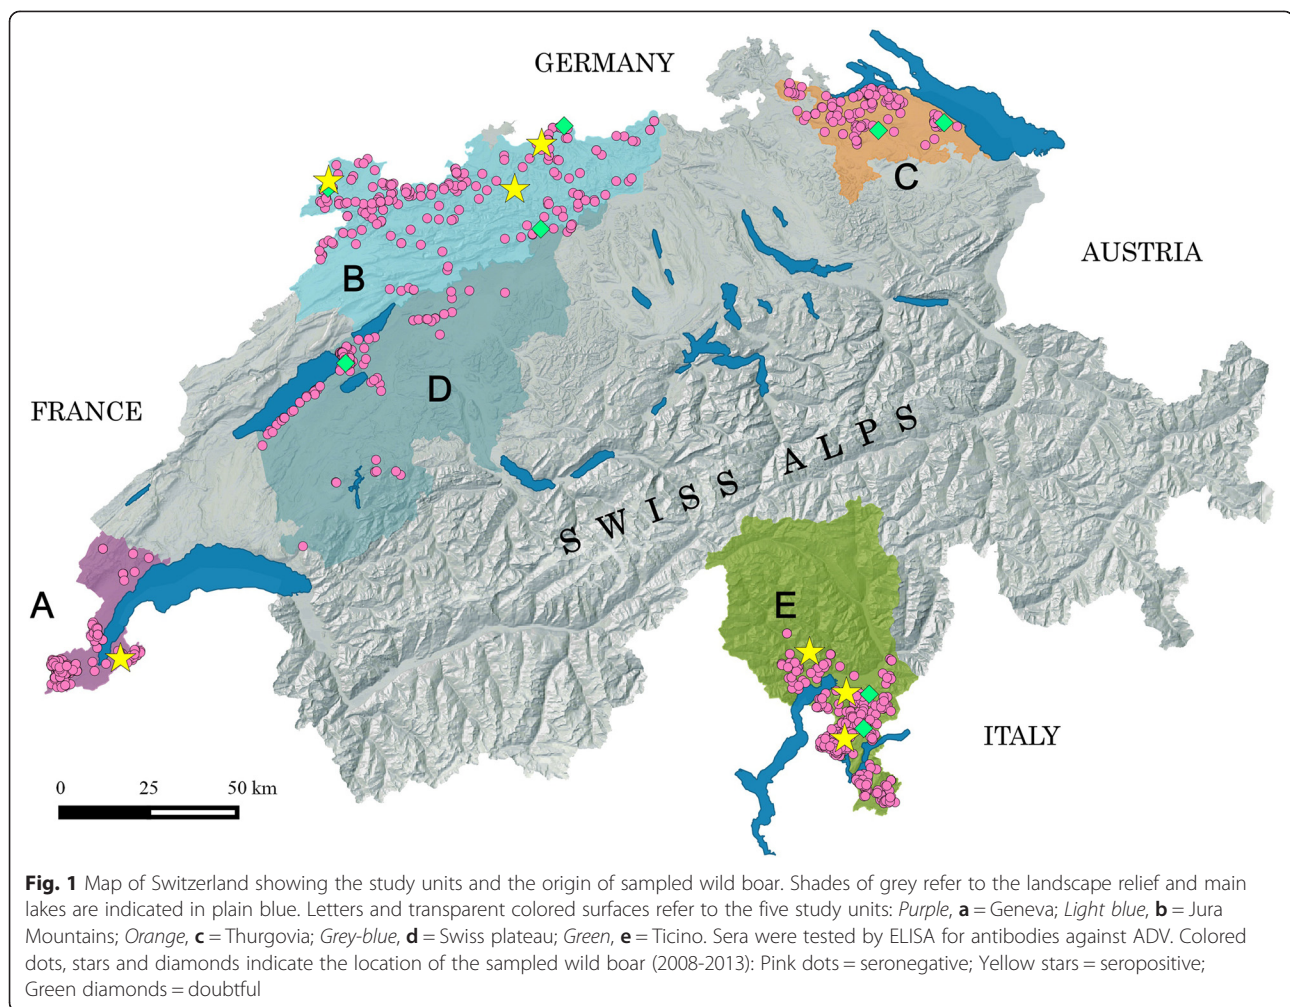 GERMANY
C
AUSTRIA
B
D
FRANCE
SWISS ALPS
A
E
ITALY
0 25 50 km
Fig. 1 Map of Switzerland showing the study units and the origin of sampled wild boar. Shades of grey refer to the landscape relief and main
lakes are indicated in plain blue. Letters and transparent colored surfaces refer to the five study units: Purple, a = Geneva; Light blue, b = Jura
Mountains; Orange, c = Thurgovia; Grey-blue, d = Swiss plateau; Green, e = Ticino. Sera were tested by ELISA for antibodies against ADV. Colored
dots, stars and diamonds indicate the location of the sampled wild boar (2008-2013): Pink dots = seronegative; Yellow stars = seropositive;
Green diamonds = doubtful